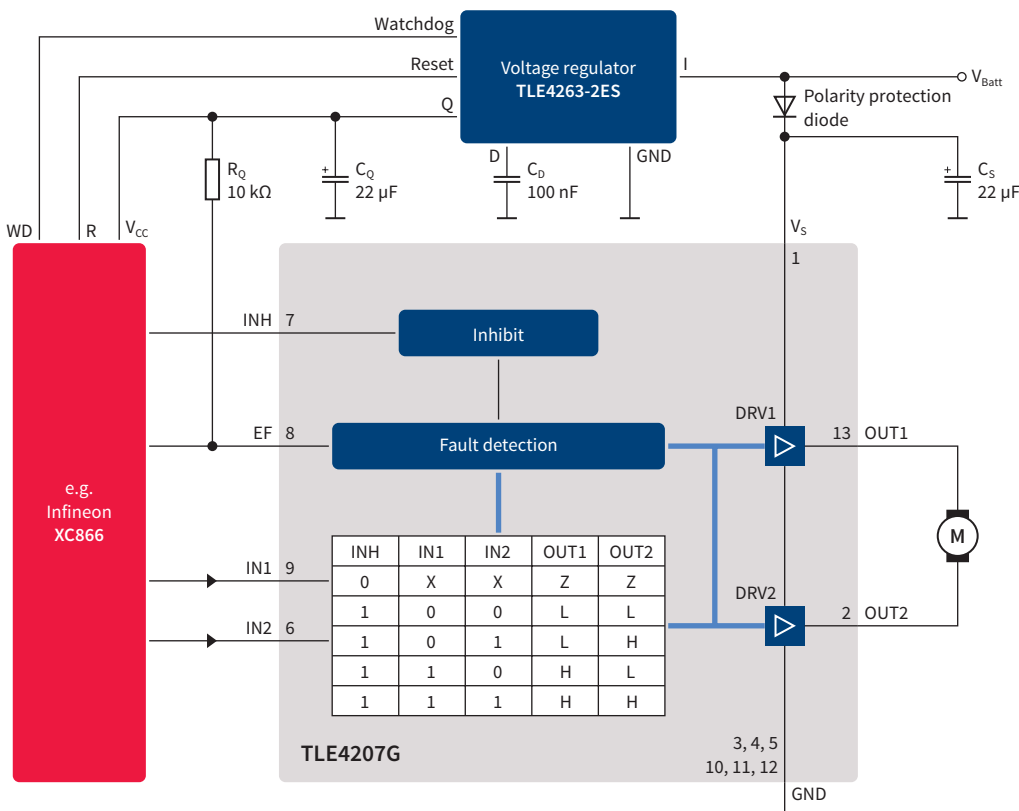 Watchdog
Reset
Q
Voltage regulator
TLE4263-2ES
I
V_Batt
Polarity protection
diode
D
GND
R_Q
10 kΩ
+
C_Q
22 µF
C_D
100 nF
+
C_S
22 µF
WD
R
V_CC
V_S
1
INH
7
Inhibit
EF
8
Fault detection
DRV1
13
OUT1
e.g.
Infineon
XC866
M
IN1
9
IN2
6
INH IN1 IN2 OUT1 OUT2
0 X X Z Z
1 0 0 L L
1 0 1 L H
1 1 0 H L
1 1 1 H H
DRV2
2
OUT2
TLE4207G
3, 4, 5
10, 11, 12
GND